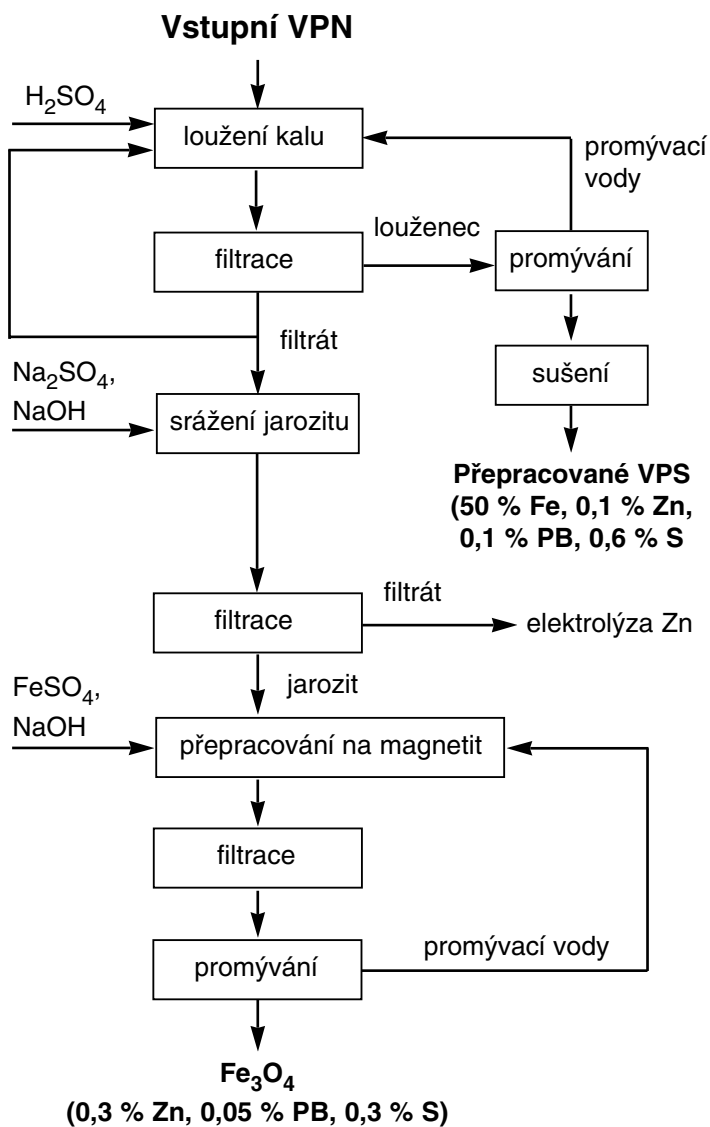 Vstupní VPN
H₂SO₄
loužení kalu
promývací
vody
filtrace
louženec
promývání
filtrát
sušení
Na₂SO₄,
NaOH
srážení jarozitu
Přepracované VPS
(50 % Fe, 0,1 % Zn,
0,1 % PB, 0,6 % S
filtrace
filtrát
elektrolýza Zn
jarozit
FeSO₄,
NaOH
přepracování na magnetit
filtrace
promývání
promývací vody
Fe₃O₄
(0,3 % Zn, 0,05 % PB, 0,3 % S)